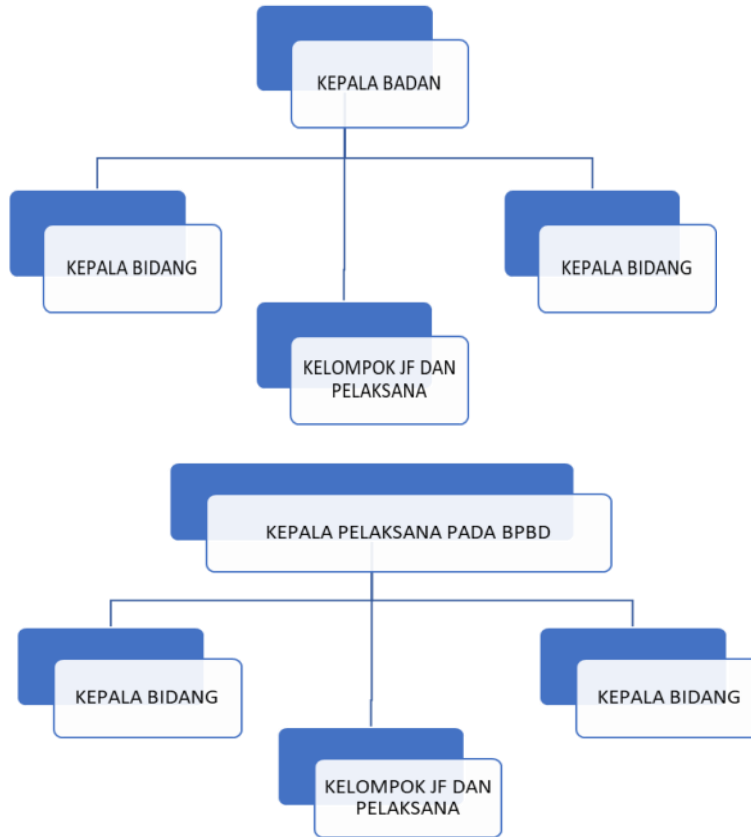 KEPALA BADAN
KEPALA BIDANG
KEPALA BIDANG
KELOMPOK JF DAN
PELAKSANA
KEPALA PELAKSANA PADA BPBD
KEPALA BIDANG
KEPALA BIDANG
KELOMPOK JF DAN
PELAKSANA